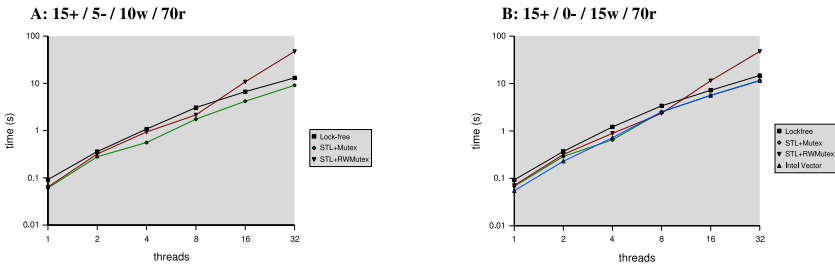 A: 15+ / 5- / 10w / 70r
100
10
1
0.1
0.01
time (s)
1 2 4 8 16 32
threads
Lock-free
STL+Mutex
STL+RWMutex
B: 15+ / 0- / 15w / 70r
100
10
1
0.1
0.01
time (s)
1 2 4 8 16 32
threads
Lockfree
STL+Mutex
STL+RWMutex
Intel Vector